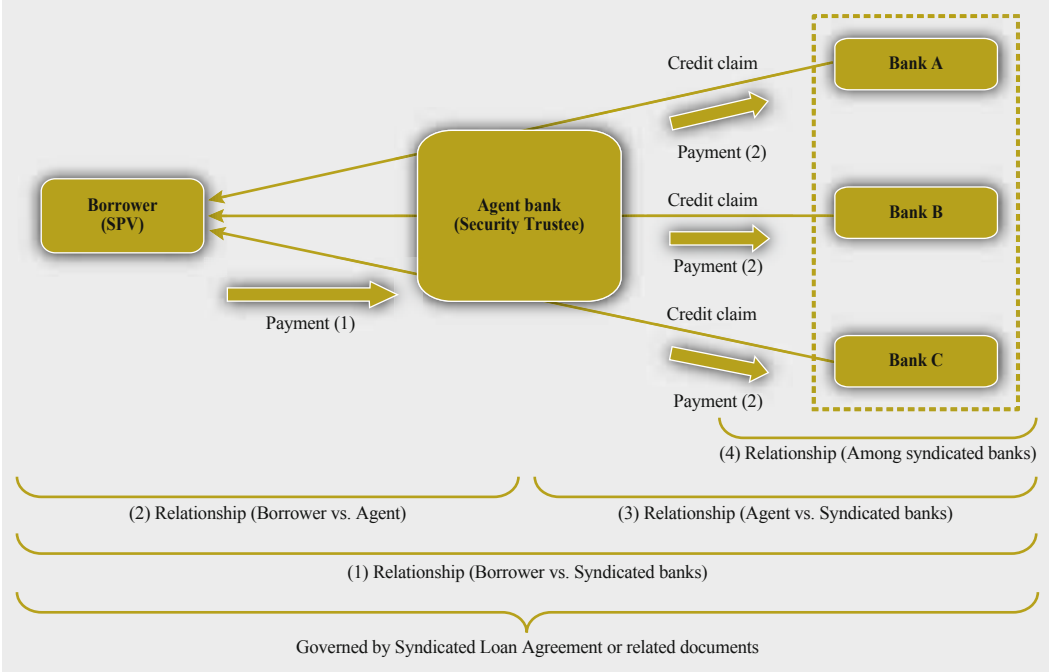 Credit claim
Bank A
Payment (2)
Borrower
(SPV)
Agent bank
(Security Trustee)
Credit claim
Bank B
Payment (2)
Payment (1)
Credit claim
Bank C
Payment (2)
(4) Relationship (Among syndicated banks)
(2) Relationship (Borrower vs. Agent)
(3) Relationship (Agent vs. Syndicated banks)
(1) Relationship (Borrower vs. Syndicated banks)
Governed by Syndicated Loan Agreement or related documents